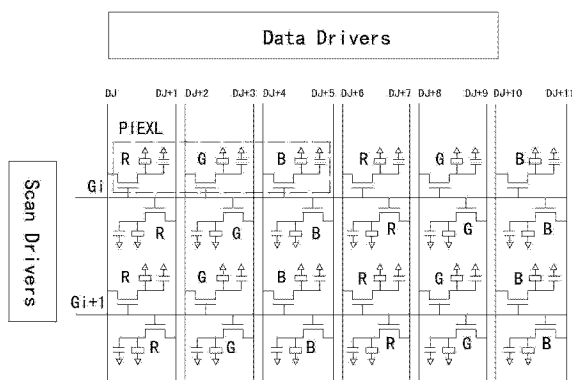 Data Drivers
DJ DJ+1 DJ+2 DJ+3 DJ+4 DJ+5 DJ+6 DJ+7 DJ+8 DJ+9 DJ+10 DJ+11
PIEXL
R G B R G B
Gi
R G B R G B
Scan Drivers
R G B R G B
Gi+1
R G B R G B